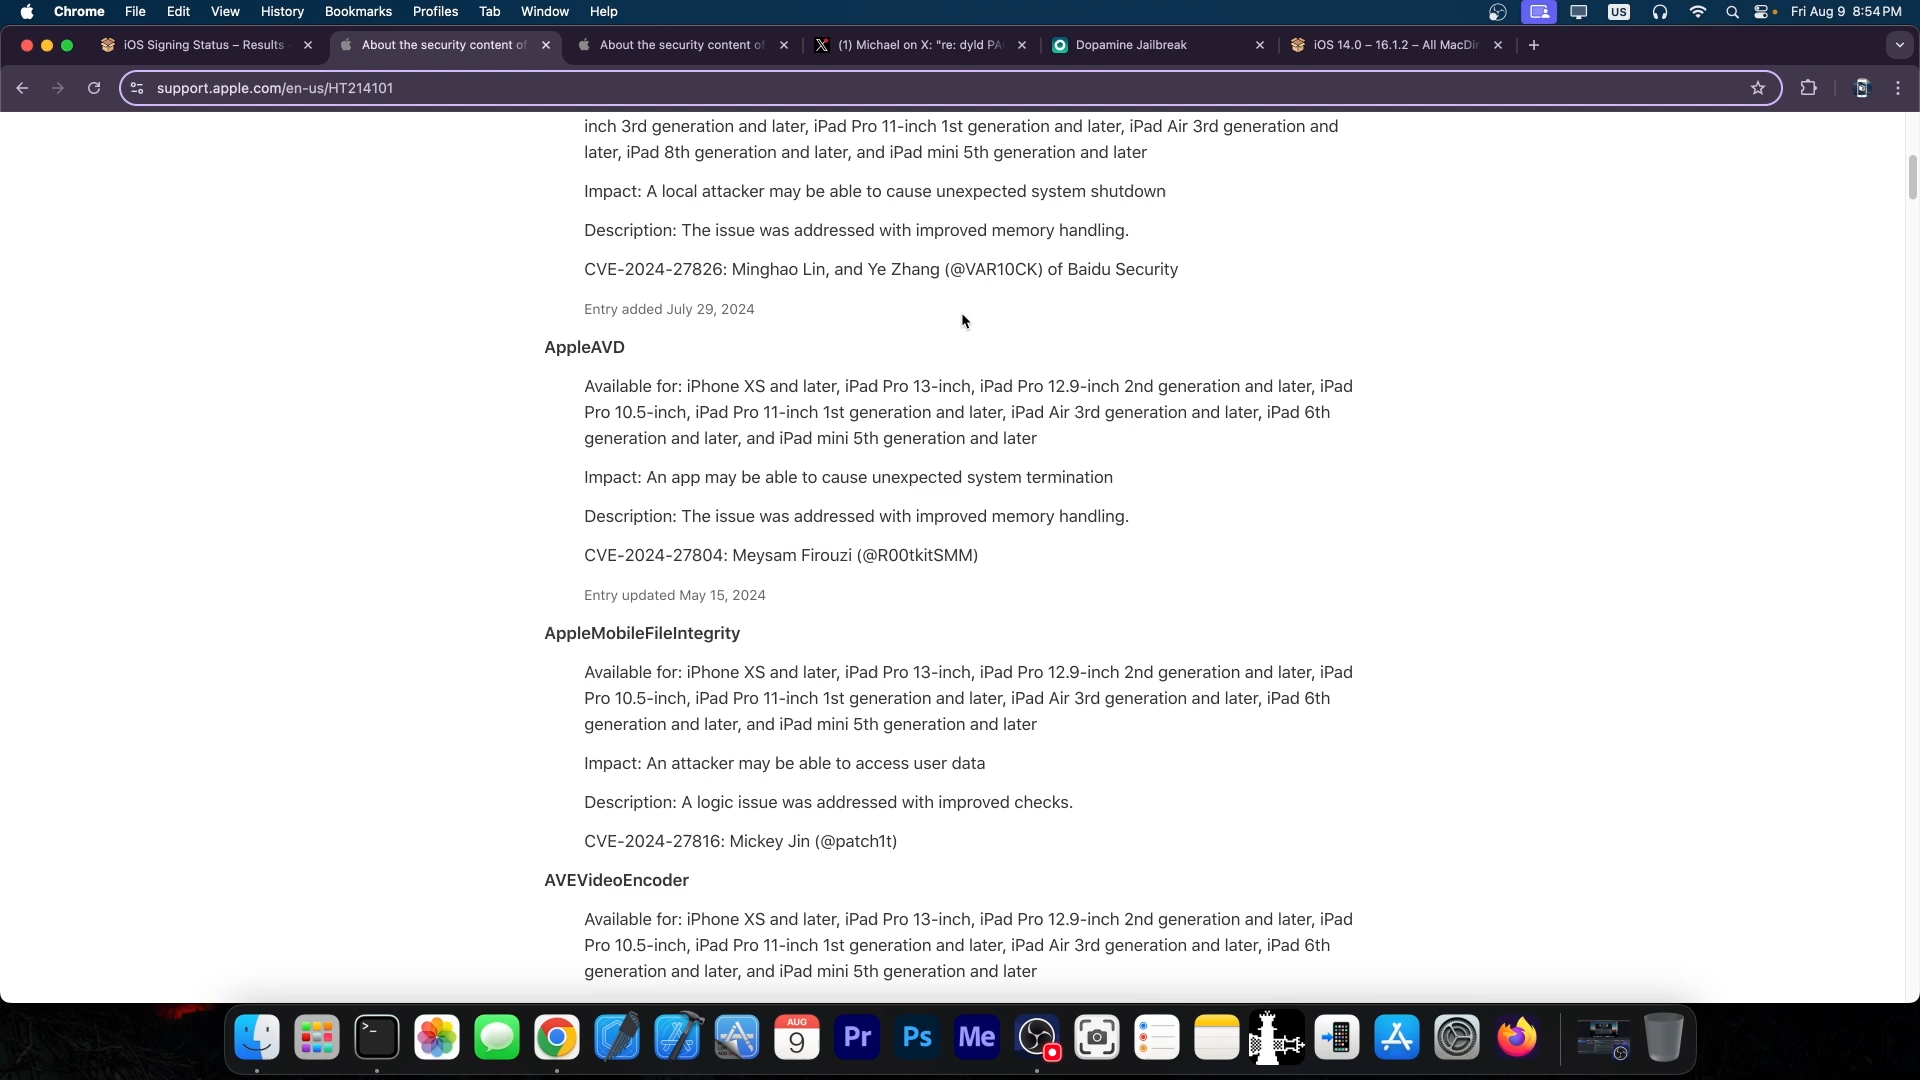 Chrome File Edit View History Bookmarks Profiles Tab Window Help US Fri Aug 9 8:54 PM
iOS Signing Status – Results About the security content of About the security content of (1) Michael on X: "re: dyld PA Dopamine Jailbreak iOS 14.0 – 16.1.2 – All MacDir
support.apple.com/en-us/HT214101
inch 3rd generation and later, iPad Pro 11-inch 1st generation and later, iPad Air 3rd generation and
later, iPad 8th generation and later, and iPad mini 5th generation and later
Impact: A local attacker may be able to cause unexpected system shutdown
Description: The issue was addressed with improved memory handling.
CVE-2024-27826: Minghao Lin, and Ye Zhang (@VAR10CK) of Baidu Security
Entry added July 29, 2024
AppleAVD
Available for: iPhone XS and later, iPad Pro 13-inch, iPad Pro 12.9-inch 2nd generation and later, iPad
Pro 10.5-inch, iPad Pro 11-inch 1st generation and later, iPad Air 3rd generation and later, iPad 6th
generation and later, and iPad mini 5th generation and later
Impact: An app may be able to cause unexpected system termination
Description: The issue was addressed with improved memory handling.
CVE-2024-27804: Meysam Firouzi (@R00tkitSMM)
Entry updated May 15, 2024
AppleMobileFileIntegrity
Available for: iPhone XS and later, iPad Pro 13-inch, iPad Pro 12.9-inch 2nd generation and later, iPad
Pro 10.5-inch, iPad Pro 11-inch 1st generation and later, iPad Air 3rd generation and later, iPad 6th
generation and later, and iPad mini 5th generation and later
Impact: An attacker may be able to access user data
Description: A logic issue was addressed with improved checks.
CVE-2024-27816: Mickey Jin (@patch1t)
AVEVideoEncoder
Available for: iPhone XS and later, iPad Pro 13-inch, iPad Pro 12.9-inch 2nd generation and later, iPad
Pro 10.5-inch, iPad Pro 11-inch 1st generation and later, iPad Air 3rd generation and later, iPad 6th
generation and later, and iPad mini 5th generation and later
AUG
9 Pr Ps Me